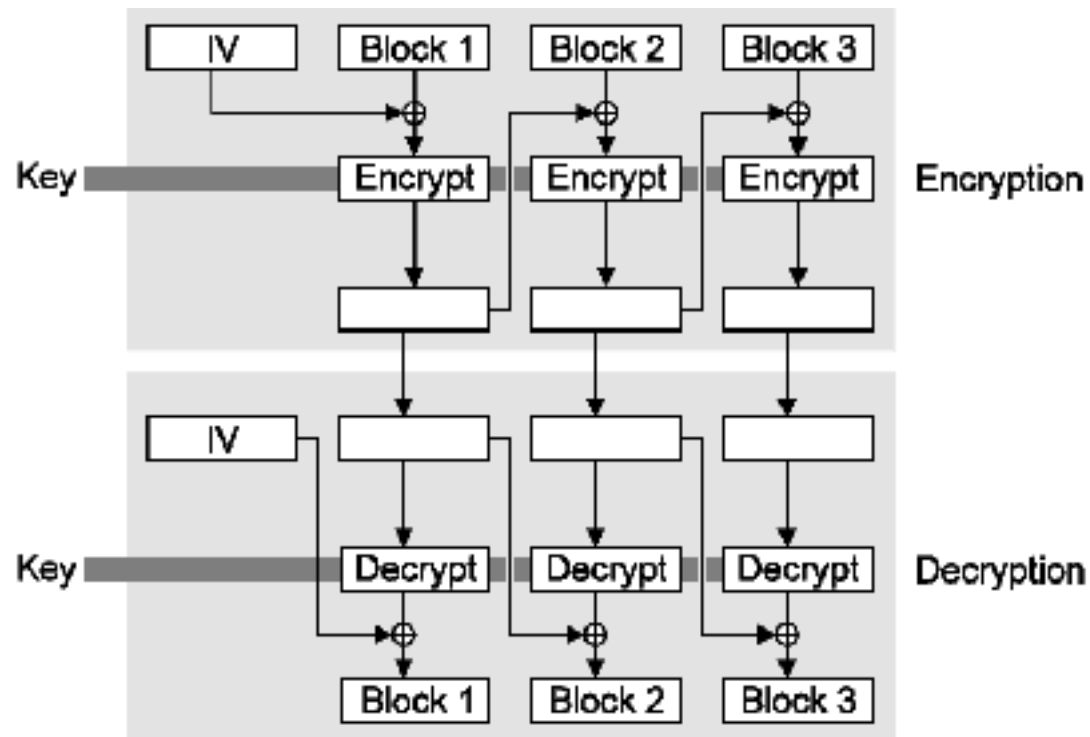 IV Block 1 Block 2 Block 3
Key Encrypt Encrypt Encrypt Encryption
IV
Key Decrypt Decrypt Decrypt Decryption
Block 1 Block 2 Block 3